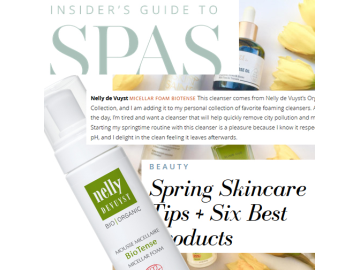 INSIDER'S GUIDE TO
SPAS
Nelly de Vuyst MICELLAR FOAM BIOTENSE This cleanser comes from Nelly de Vuyst's Or
Collection, and I am adding it to my personal collection of favorite foaming cleansers. A
the day, I'm tired and want a cleanser that will help quickly remove city pollution and m
Starting my springtime routine with this cleanser is a pleasure because I know it respe
pH, and I delight in the clean feeling it leaves afterwards.
BEAUTY
Spring Skincare
Tips + Six Best
Products
nelly
DEVUYST
BIO|ORGANIC
MOUSSE MICELLAIRE
BioTense
MICELLAR FOAM